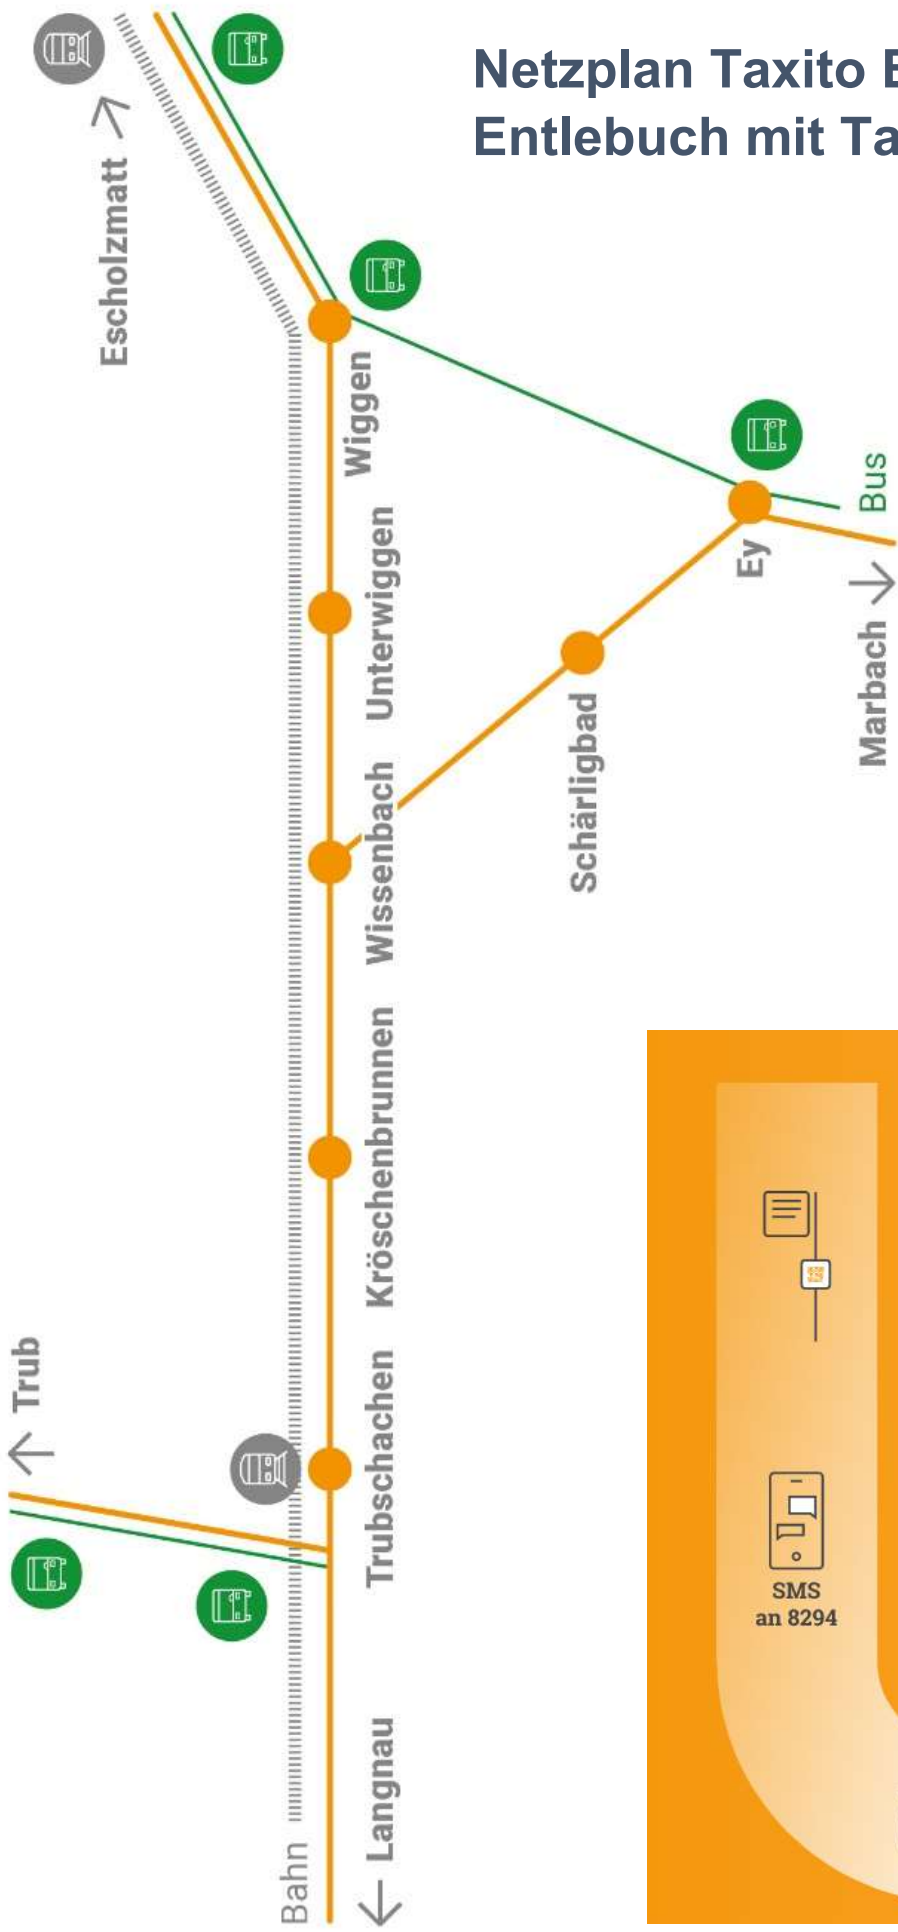 Netzplan Taxito
Entlebuch mit
Escholzmatt
Wiggen
Unterwiggen
Wissenbach
Kröschenbrunnen
Trubschachen
Trub
Langnau
Bahn
Schärligbad
Ey
Bus
Marbach
SMS
an 8294